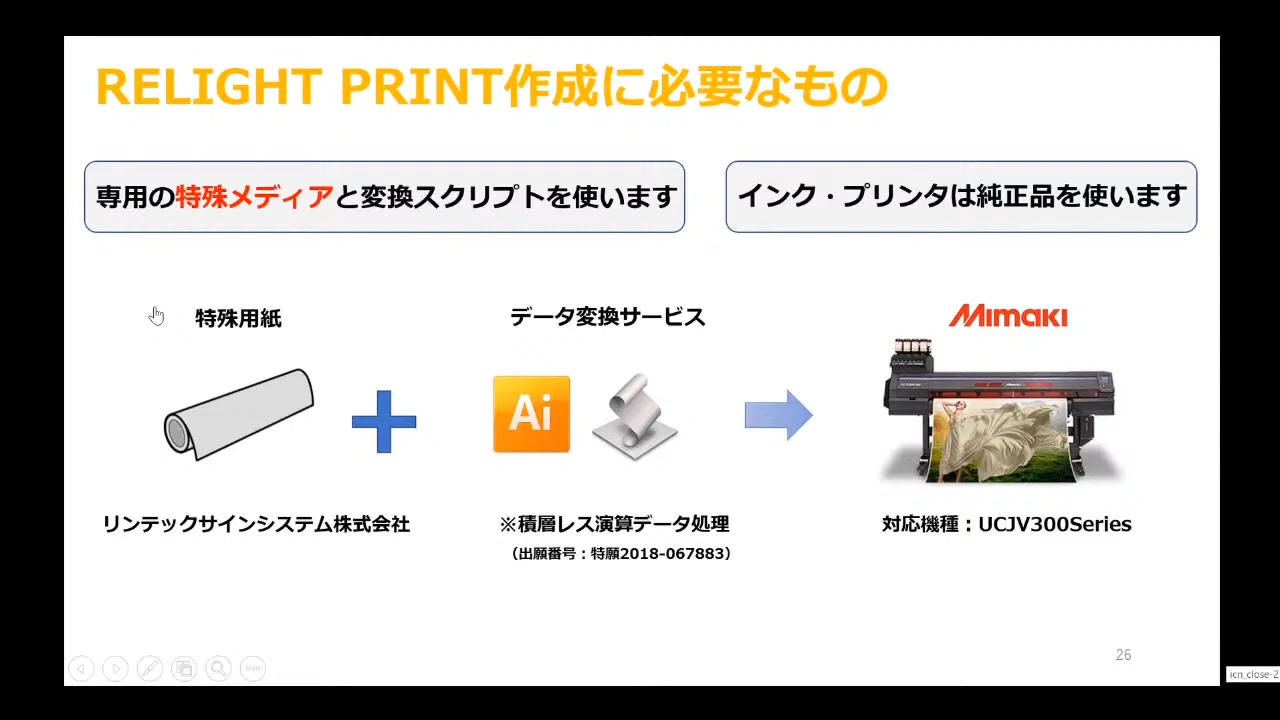 RELIGHT PRINT作成に必要なもの
専用の特殊メディアと変換スクリプトを使います
インク・プリンタは純正品を使います
特殊用紙
データ変換サービス
Mimaki
Ai
リンテックサインシステム株式会社
※積層レス演算データ処理
（出願番号：特願2018-067883）
対応機種：UCJV300Series
26
icn_close-2